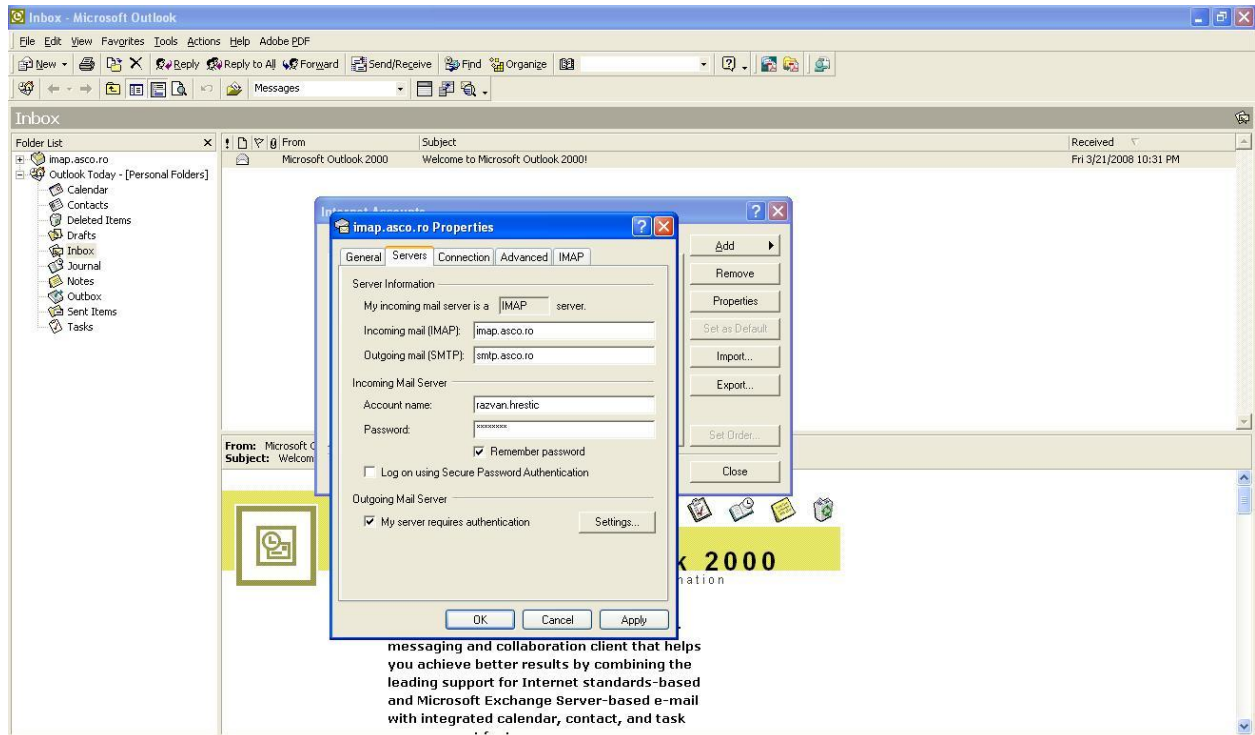 Inbox - Microsoft Outlook
File Edit View Favorites Tools Actions Help Adobe PDF
New Reply Reply to All Forward Send/Receive Find Organize
Messages
Inbox
Folder List
From Subject Received
imap.asco.ro
Microsoft Outlook 2000 Welcome to Microsoft Outlook 2000! Fri 3/21/2008 10:31 PM
Outlook Today - [Personal Folders]
Calendar
Contacts
Deleted Items
Drafts
Inbox
Journal
Notes
Outbox
Sent Items
Tasks
Internet Accounts
Add
Remove
Properties
Set as Default
Import...
Export...
Set Order...
Close
imap.asco.ro Properties
General Servers Connection Advanced IMAP
Server Information
My incoming mail server is a IMAP server.
Incoming mail (IMAP): imap.asco.ro
Outgoing mail (SMTP): smtp.asco.ro
Incoming Mail Server
Account name: razvan.hrestic
Password: xxxxxxxx
Remember password
Log on using Secure Password Authentication
Outgoing Mail Server
My server requires authentication Settings...
OK Cancel Apply
From: Microsoft O
Subject: Welcom
k 2000
mation
messaging and collaboration client that helps
you achieve better results by combining the
leading support for Internet standards-based
and Microsoft Exchange Server-based e-mail
with integrated calendar, contact, and task